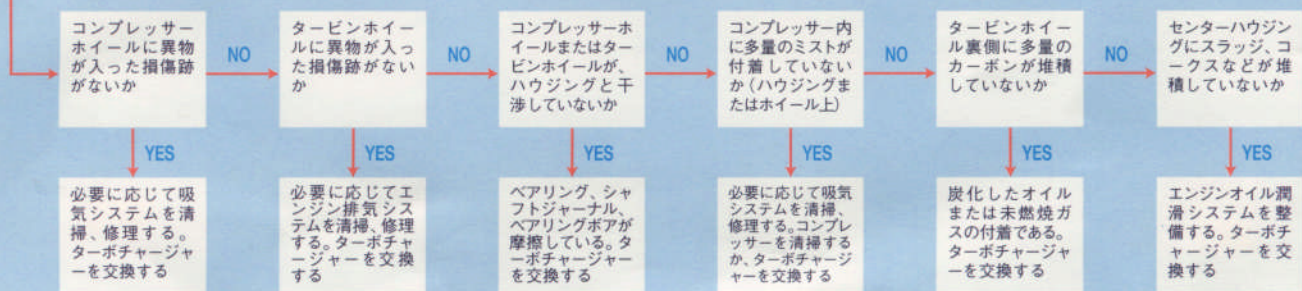 コンプレッサー
ホイールに異物
が入った損傷跡
がないか
NO
タービンホイー
ルに異物が入っ
た損傷跡がない
か
NO
コンプレッサーホ
イールまたはター
ビンホイールが、
ハウジングと干
渉していないか
NO
コンプレッサー内
に多量のミストが
付着していない
か(ハウジングま
たはホイール上)
NO
タービンホイー
ル裏側に多量の
カーボンが堆積
していないか
NO
センターハウジン
グにスラッジ、コ
ークスなどが堆
積していないか
YES
YES
YES
YES
YES
YES
必要に応じて吸
気システムを清
掃、修理する。
ターボチャージャ
ーを交換する
必要に応じてエ
ンジン排気シス
テムを清掃、修理
する。ターボチャ
ージャーを交換
する
ベアリング、シャ
フトジャーナル、
ベアリングボアが
摩擦している。タ
ーボチャージャー
を交換する
必要に応じて吸気
システムを清掃、
修理する。コンプレ
ッサーを清掃する
か、ターボチャージ
ャーを交換する
炭化したオイル
または未燃焼ガ
スの付着である。
ターボチャージャ
ーを交換する
エンジンオイル潤
滑システムを整
備する。ターボチ
ャージャーを交
換する